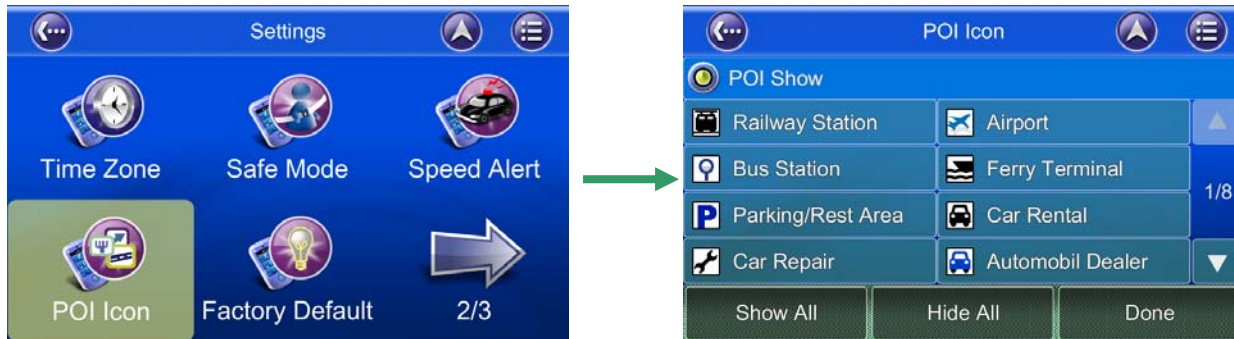 Settings
Time Zone
Safe Mode
Speed Alert
POI Icon
Factory Default
2/3
POI Icon
POI Show
Railway Station
Airport
Bus Station
Ferry Terminal
1/8
Parking/Rest Area
Car Rental
Car Repair
Automobil Dealer
Show All
Hide All
Done